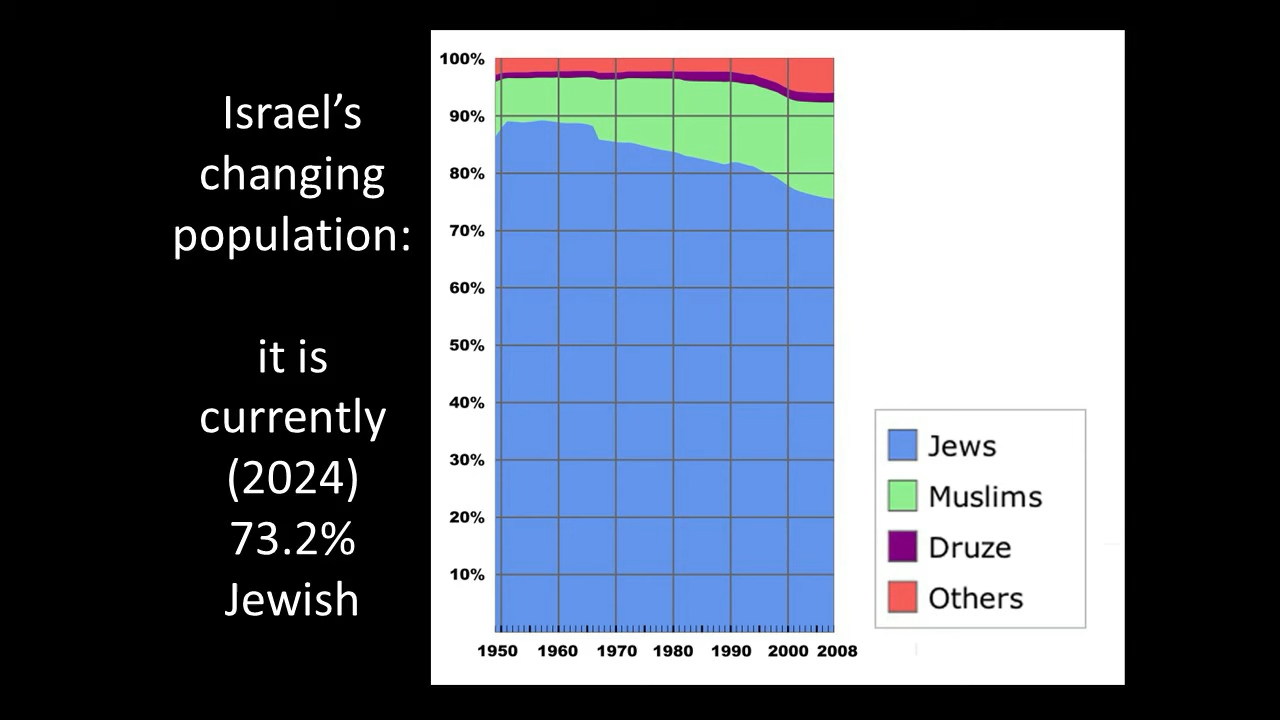 Israel’s
changing
population:
it is
currently
(2024)
73.2%
Jewish
100%
90%
80%
70%
60%
50%
40%
30%
20%
10%
1950 1960 1970 1980 1990 2000 2008
Jews
Muslims
Druze
Others